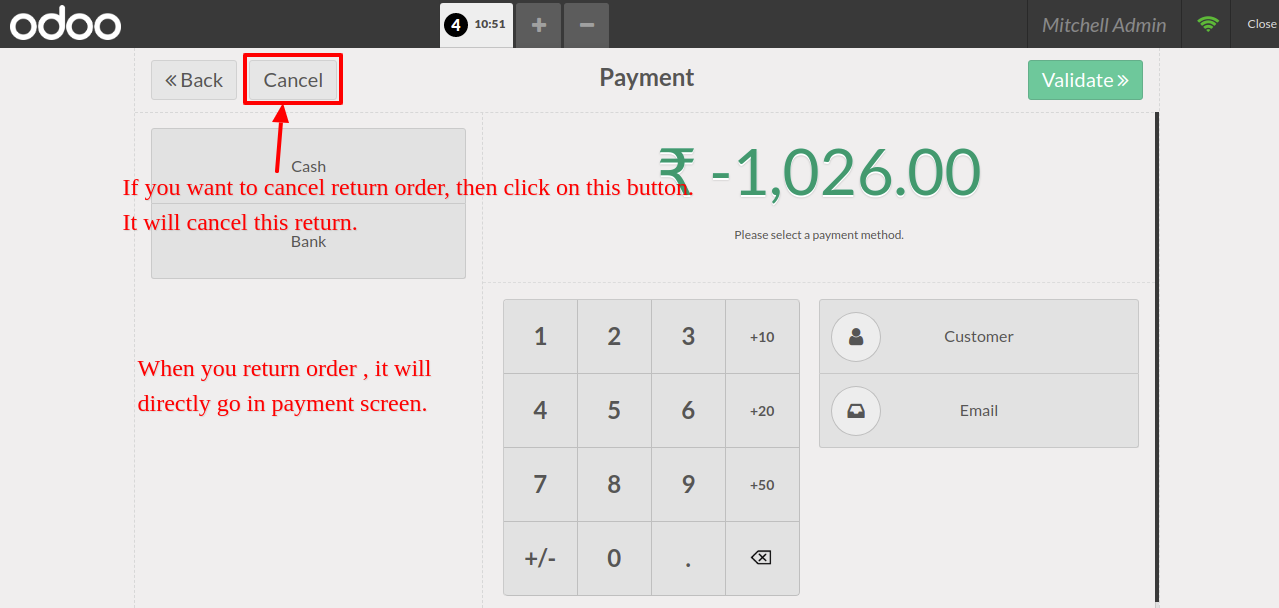 odoo
4 10:51 + −
Mitchell Admin
Close
« Back
Cancel
Payment
Validate »
Cash
If you want to cancel return order, then click on this button.
It will cancel this return.
Bank
₹ -1,026.00
Please select a payment method.
When you return order , it will
directly go in payment screen.
1 2 3 +10
4 5 6 +20
7 8 9 +50
+/- 0 .
Customer
Email